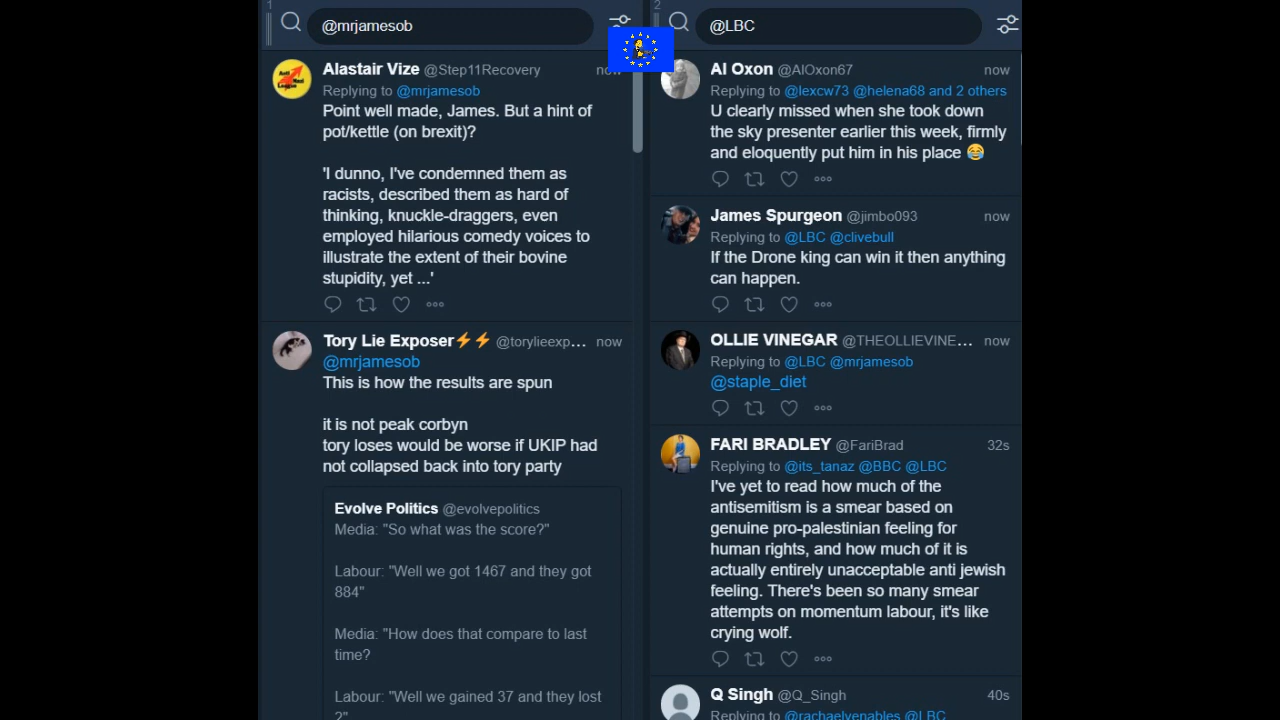 1
@mrjamesob
Alastair Vize @Step11Recovery now
Replying to @mrjamesob
Point well made, James. But a hint of
pot/kettle (on brexit)?
'I dunno, I've condemned them as
racists, described them as hard of
thinking, knuckle-draggers, even
employed hilarious comedy voices to
illustrate the extent of their bovine
stupidity, yet ...'
Tory Lie Exposer⚡⚡ @torylieexp... now
@mrjamesob
This is how the results are spun
it is not peak corbyn
tory loses would be worse if UKIP had
not collapsed back into tory party
Evolve Politics @evolvepolitics
Media: "So what was the score?"
Labour: "Well we got 1467 and they got
884"
Media: "How does that compare to last
time?
Labour: "Well we gained 37 and they lost
2"
2
@LBC
Al Oxon @AlOxon67 now
Replying to @lexcw73 @helena68 and 2 others
U clearly missed when she took down
the sky presenter earlier this week, firmly
and eloquently put him in his place 😂
James Spurgeon @jimbo093 now
Replying to @LBC @clivebull
If the Drone king can win it then anything
can happen.
OLLIE VINEGAR @THEOLLIEVINE... now
Replying to @LBC @mrjamesob
@staple_diet
FARI BRADLEY @FariBrad 32s
Replying to @its_tanaz @BBC @LBC
I've yet to read how much of the
antisemitism is a smear based on
genuine pro-palestinian feeling for
human rights, and how much of it is
actually entirely unacceptable anti jewish
feeling. There's been so many smear
attempts on momentum labour, it's like
crying wolf.
Q Singh @Q_Singh 40s
Replying to @rachaelvenables @LBC